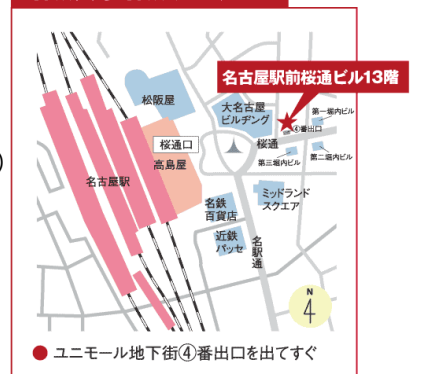 名古屋駅前桜通ビル13階
松阪屋
大名古屋
ビルヂング
第一堀内ビル
④番出口
桜通口
桜通
高島屋
第三堀内ビル
第二堀内ビル
名古屋駅
名鉄
百貨店
ミッドランド
スクエア
近鉄
パッセ
名駅通
N
4
● ユニモール地下街④番出口を出てすぐ